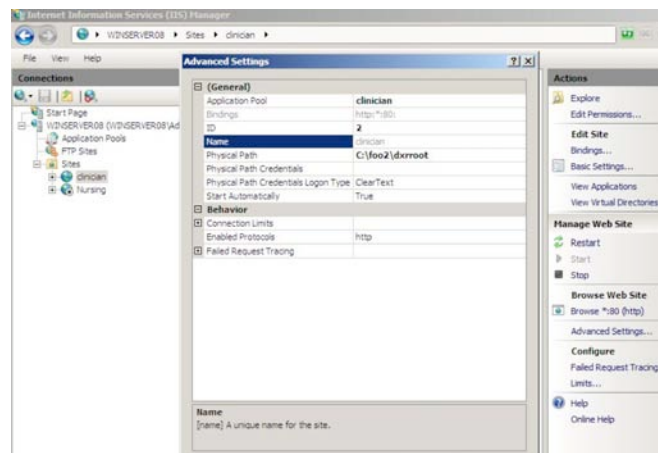 Internet Information Services (IIS) Manager
WINSERVER08 Sites clinician
File View Help
Connections
Start Page
WINSERVER08 (WINSERVER08\Ad
Application Pools
FTP Sites
Sites
clinician
Nursing
Advanced Settings
(General)
Application Pool clinician
Bindings http:*:80:
ID 2
Name clinician
Physical Path C:\foo2\dxrroot
Physical Path Credentials
Physical Path Credentials Logon Type ClearText
Start Automatically True
Behavior
Connection Limits
Enabled Protocols http
Failed Request Tracing
Name
[name] A unique name for the site.
Actions
Explore
Edit Permissions...
Edit Site
Bindings...
Basic Settings...
View Applications
View Virtual Directories
Manage Web Site
Restart
Start
Stop
Browse Web Site
Browse *:80 (http)
Advanced Settings...
Configure
Failed Request Tracing
Limits...
Help
Online Help